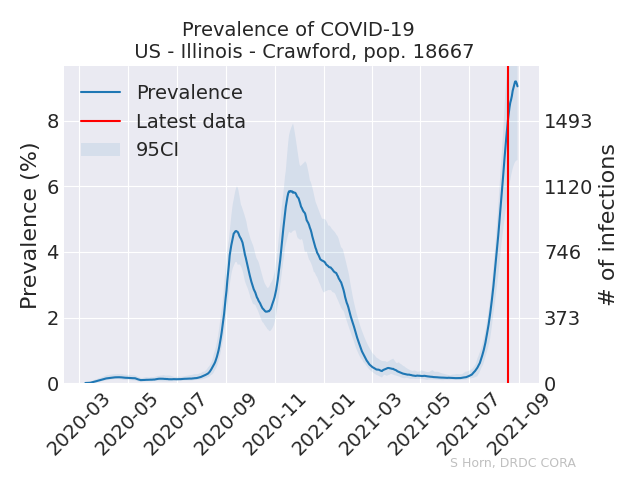 Prevalence of COVID-19
US - Illinois - Crawford, pop. 18667
Prevalence
Latest data
95CI
Prevalence (%)
8
6
4
2
0
1493
1120
746
373
0
# of infections
2020-03
2020-05
2020-07
2020-09
2020-11
2021-01
2021-03
2021-05
2021-07
2021-09
S Horn, DRDC CORA